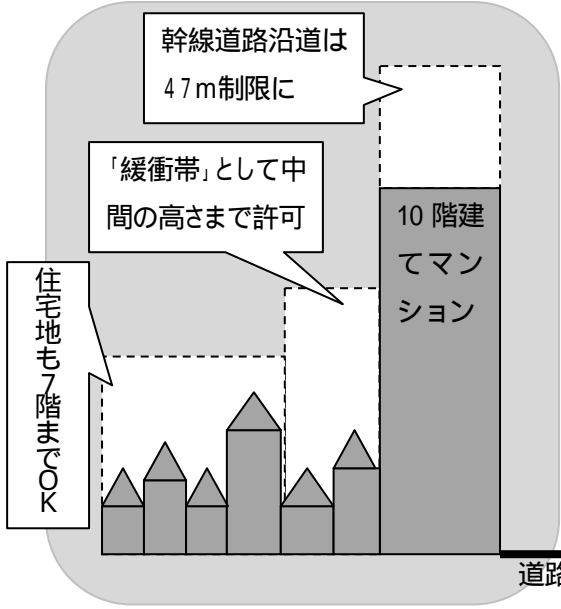 幹線道路沿道は
47m制限に
「緩衝帯」として中
間の高さまで許可
10 階建
てマン
ション
住宅地も7階までOK
道路